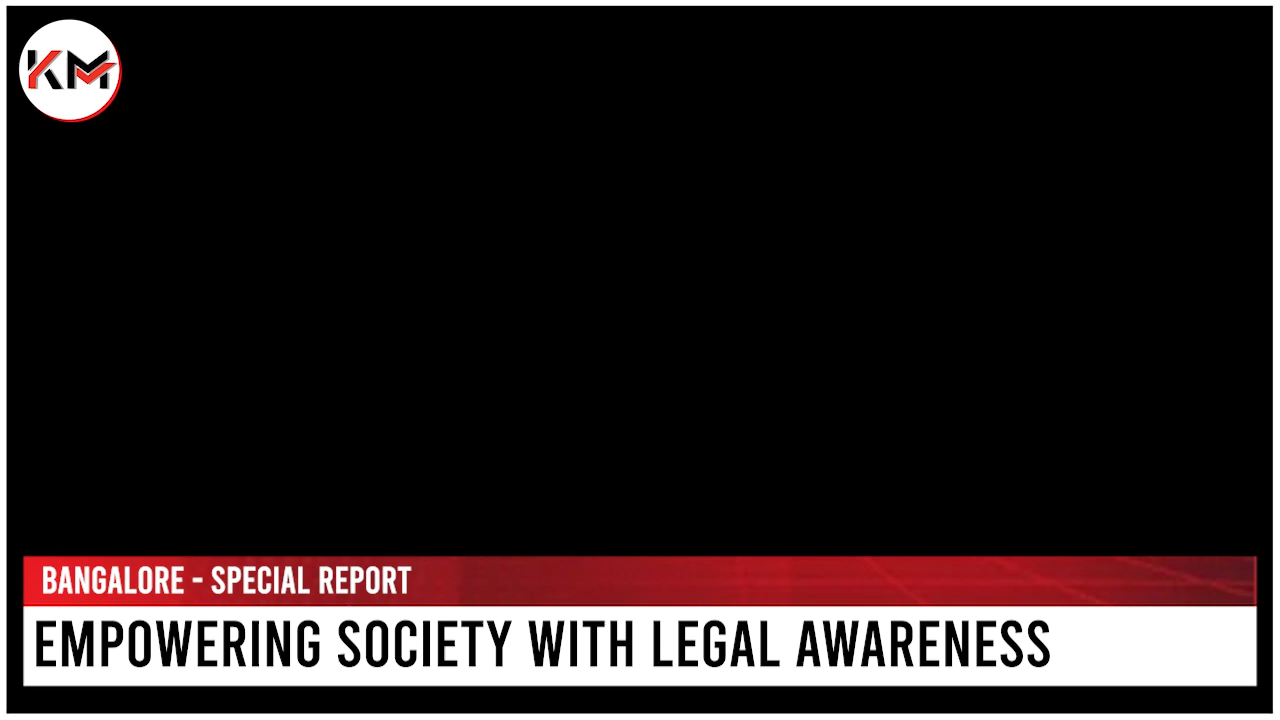 KM
BANGALORE - SPECIAL REPORT
EMPOWERING SOCIETY WITH LEGAL AWARENESS